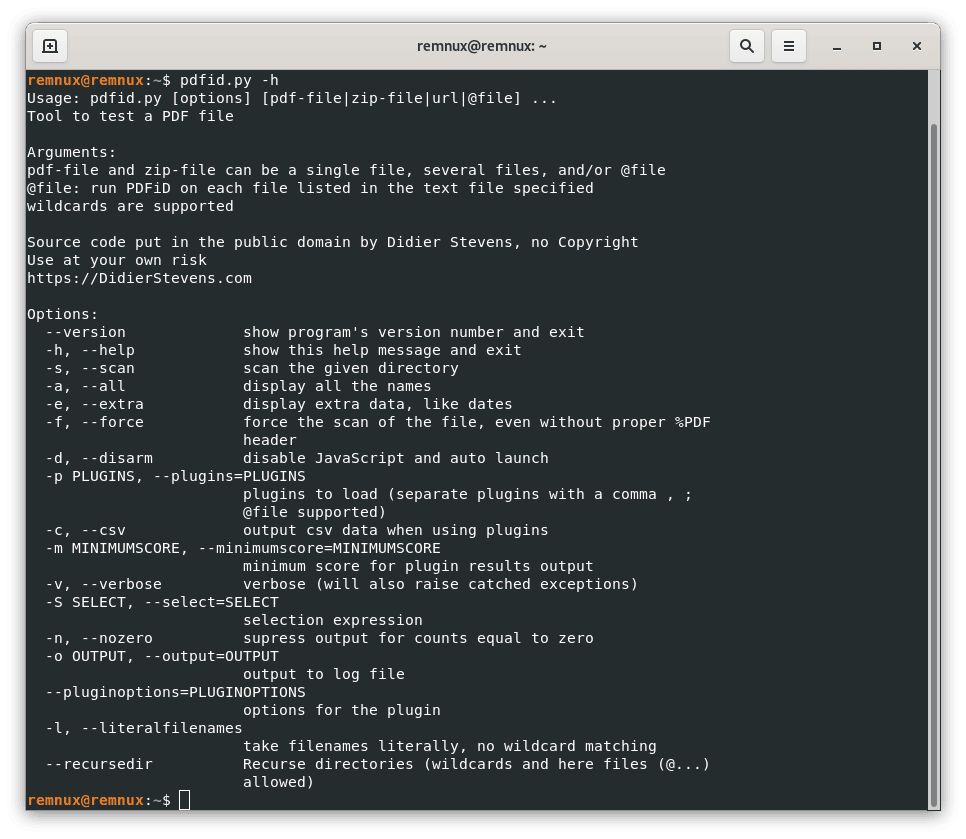 remnux@remnux: ~
remnux@remnux:~$ pdfid.py -h
Usage: pdfid.py [options] [pdf-file|zip-file|url|@file] ...
Tool to test a PDF file

Arguments:
pdf-file and zip-file can be a single file, several files, and/or @file
@file: run PDFiD on each file listed in the text file specified
wildcards are supported

Source code put in the public domain by Didier Stevens, no Copyright
Use at your own risk
https://DidierStevens.com

Options:
  --version             show program's version number and exit
  -h, --help            show this help message and exit
  -s, --scan            scan the given directory
  -a, --all             display all the names
  -e, --extra           display extra data, like dates
  -f, --force           force the scan of the file, even without proper %PDF
                        header
  -d, --disarm          disable JavaScript and auto launch
  -p PLUGINS, --plugins=PLUGINS
                        plugins to load (separate plugins with a comma , ;
                        @file supported)
  -c, --csv             output csv data when using plugins
  -m MINIMUMSCORE, --minimumscore=MINIMUMSCORE
                        minimum score for plugin results output
  -v, --verbose         verbose (will also raise catched exceptions)
  -S SELECT, --select=SELECT
                        selection expression
  -n, --nozero          supress output for counts equal to zero
  -o OUTPUT, --output=OUTPUT
                        output to log file
  --pluginoptions=PLUGINOPTIONS
                        options for the plugin
  -l, --literalfilenames
                        take filenames literally, no wildcard matching
  --recursedir          Recurse directories (wildcards and here files (@...)
                        allowed)
remnux@remnux:~$